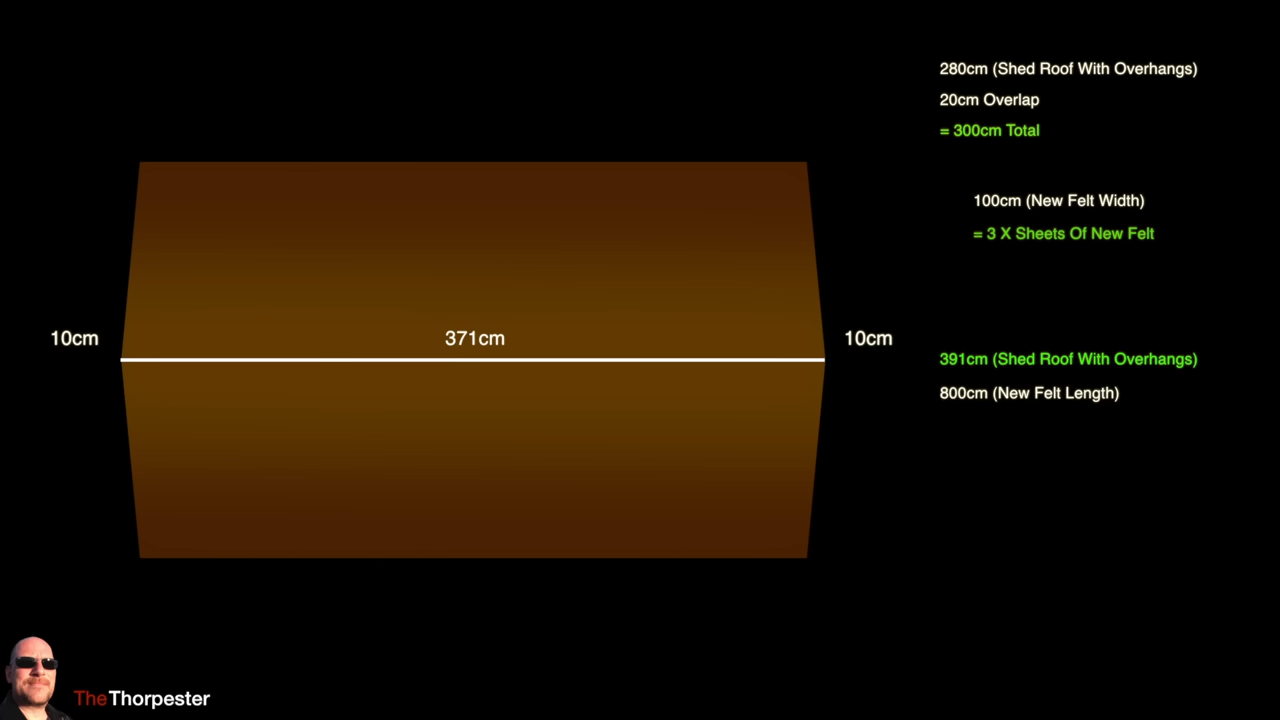 280cm (Shed Roof With Overhangs)
20cm Overlap
= 300cm Total
100cm (New Felt Width)
= 3 X Sheets Of New Felt
10cm
371cm
10cm
391cm (Shed Roof With Overhangs)
800cm (New Felt Length)
TheThorpester